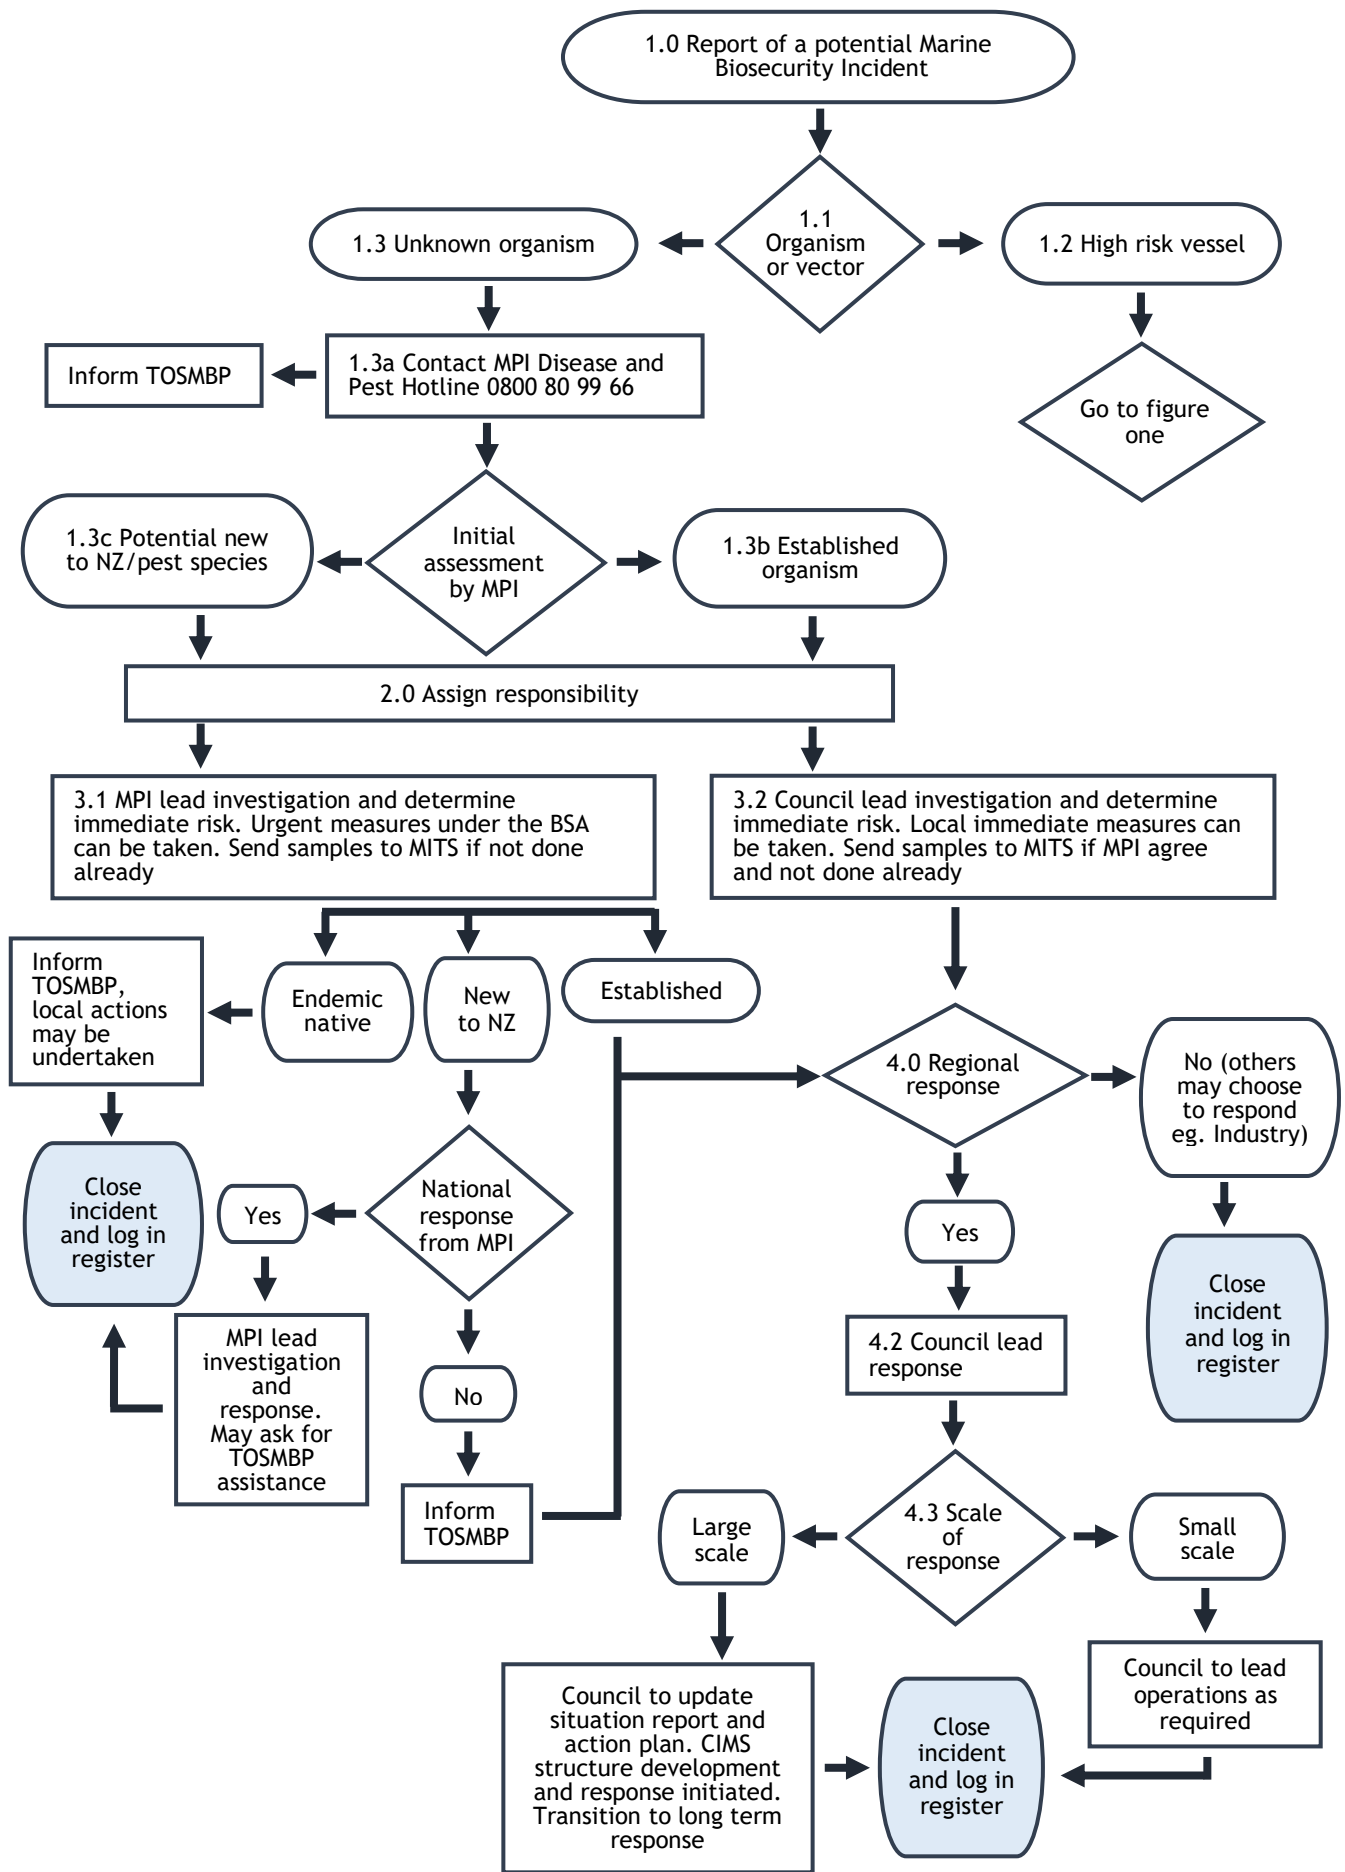 1.0 Report of a potential Marine
Biosecurity Incident
1.1
Organism
or vector
1.3 Unknown organism
1.2 High risk vessel
Inform TOSMBP
1.3a Contact MPI Disease and
Pest Hotline 0800 80 99 66
Go to figure
one
1.3c Potential new
to NZ/pest species
Initial
assessment
by MPI
1.3b Established
organism
2.0 Assign responsibility
3.1 MPI lead investigation and determine
immediate risk. Urgent measures under the BSA
can be taken. Send samples to MITS if not done
already
3.2 Council lead investigation and determine
immediate risk. Local immediate measures can
be taken. Send samples to MITS if MPI agree
and not done already
Inform
TOSMBP,
local actions
may be
undertaken
Endemic
native
New
to NZ
Established
4.0 Regional
response
No (others
may choose
to respond
eg. Industry)
Close
incident
and log in
register
Yes
National
response
from MPI
Yes
Close
incident
and log in
register
MPI lead
investigation
and
response.
May ask for
TOSMBP
assistance
No
4.2 Council lead
response
Inform
TOSMBP
Large
scale
4.3 Scale
of
response
Small
scale
Council to update
situation report and
action plan. CIMS
structure development
and response initiated.
Transition to long term
response
Close
incident
and log in
register
Council to lead
operations as
required